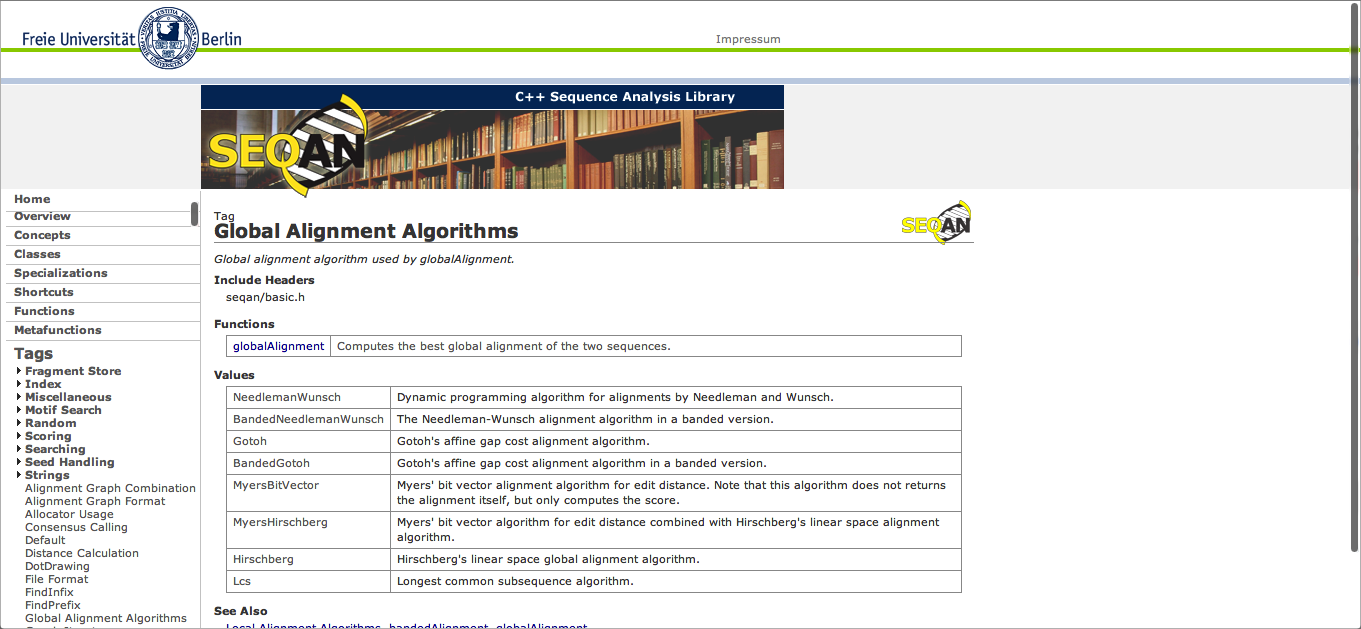 Freie Universität Berlin
Impressum
C++ Sequence Analysis Library
SEQAN
Home
Overview
Concepts
Classes
Specializations
Shortcuts
Functions
Metafunctions
Tags
Fragment Store
Index
Miscellaneous
Motif Search
Random
Scoring
Searching
Seed Handling
Strings
Alignment Graph Combination
Alignment Graph Format
Allocator Usage
Consensus Calling
Default
Distance Calculation
DotDrawing
File Format
FindInfix
FindPrefix
Global Alignment Algorithms
Tag
Global Alignment Algorithms
SEQAN
Global alignment algorithm used by globalAlignment.
Include Headers
seqan/basic.h
Functions
globalAlignment Computes the best global alignment of the two sequences.
Values
NeedlemanWunsch Dynamic programming algorithm for alignments by Needleman and Wunsch.
BandedNeedlemanWunsch The Needleman-Wunsch alignment algorithm in a banded version.
Gotoh Gotoh's affine gap cost alignment algorithm.
BandedGotoh Gotoh's affine gap cost alignment algorithm in a banded version.
MyersBitVector Myers' bit vector alignment algorithm for edit distance. Note that this algorithm does not returns
the alignment itself, but only computes the score.
MyersHirschberg Myers' bit vector algorithm for edit distance combined with Hirschberg's linear space alignment
algorithm.
Hirschberg Hirschberg's linear space global alignment algorithm.
Lcs Longest common subsequence algorithm.
See Also
Local Alignment Algorithms, bandedAlignment, globalAlignment